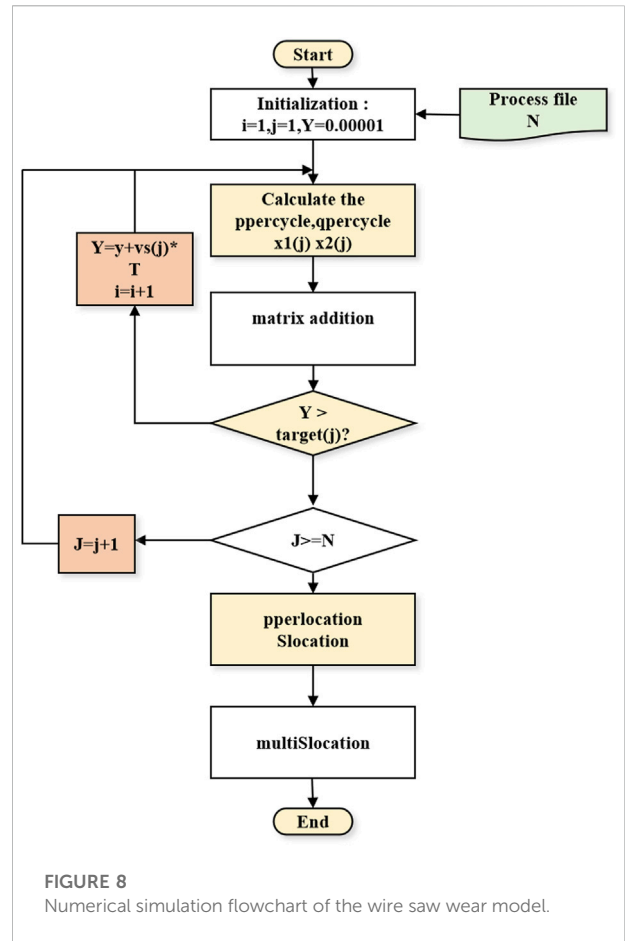 Start
Initialization :
i=1,j=1,Y=0.00001
Process file
N
Calculate the
ppercycle,qpercycle
x1(j) x2(j)
Y=y+vs(j)*
T
i=i+1
matrix addition
Y >
target(j)?
J=j+1
J>=N
pperlocation
Slocation
multiSlocation
End
FIGURE 8
Numerical simulation flowchart of the wire saw wear model.